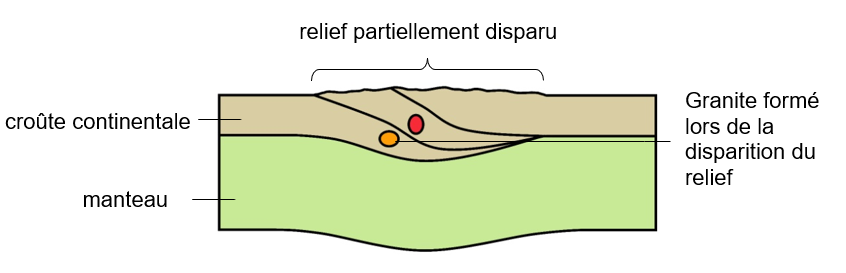 relief partiellement disparu
croûte continentale
manteau
Granite formé
lors de la
disparition du
relief